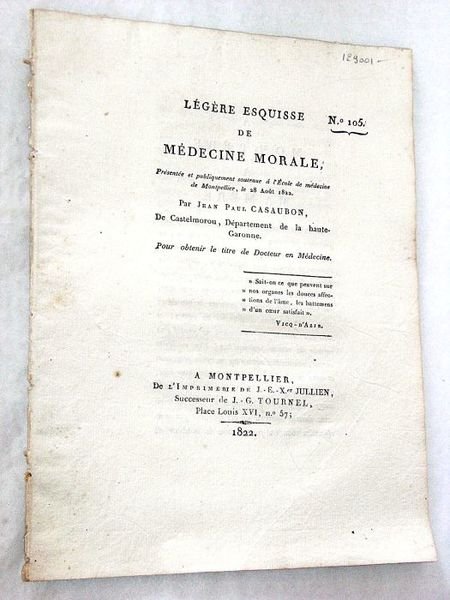 129001-
LÉGÈRE ESQUISSE N.º 105.
DE
MÉDECINE MORALE,
Présentée et publiquement soutenue à l'École de médecine
de Montpellier, le 28 Août 1822.
Par JEAN PAUL CASAUBON,
De Castelmorou, Département de la haute-
Garonne.
Pour obtenir le titre de Docteur en Médecine.
» Sait-on ce que peuvent sur
» nos organes les douces affec-
» tions de l'âme, les battemens
» d'un cœur satisfait ».
VICQ-D'AZIR.
A MONTPELLIER,
De L'IMPRIMERIE DE J.-E.-X.er JULLIEN,
Successeur de J.-G. TOURNEL,
Place Louis XVI, n.º 57;
1822.